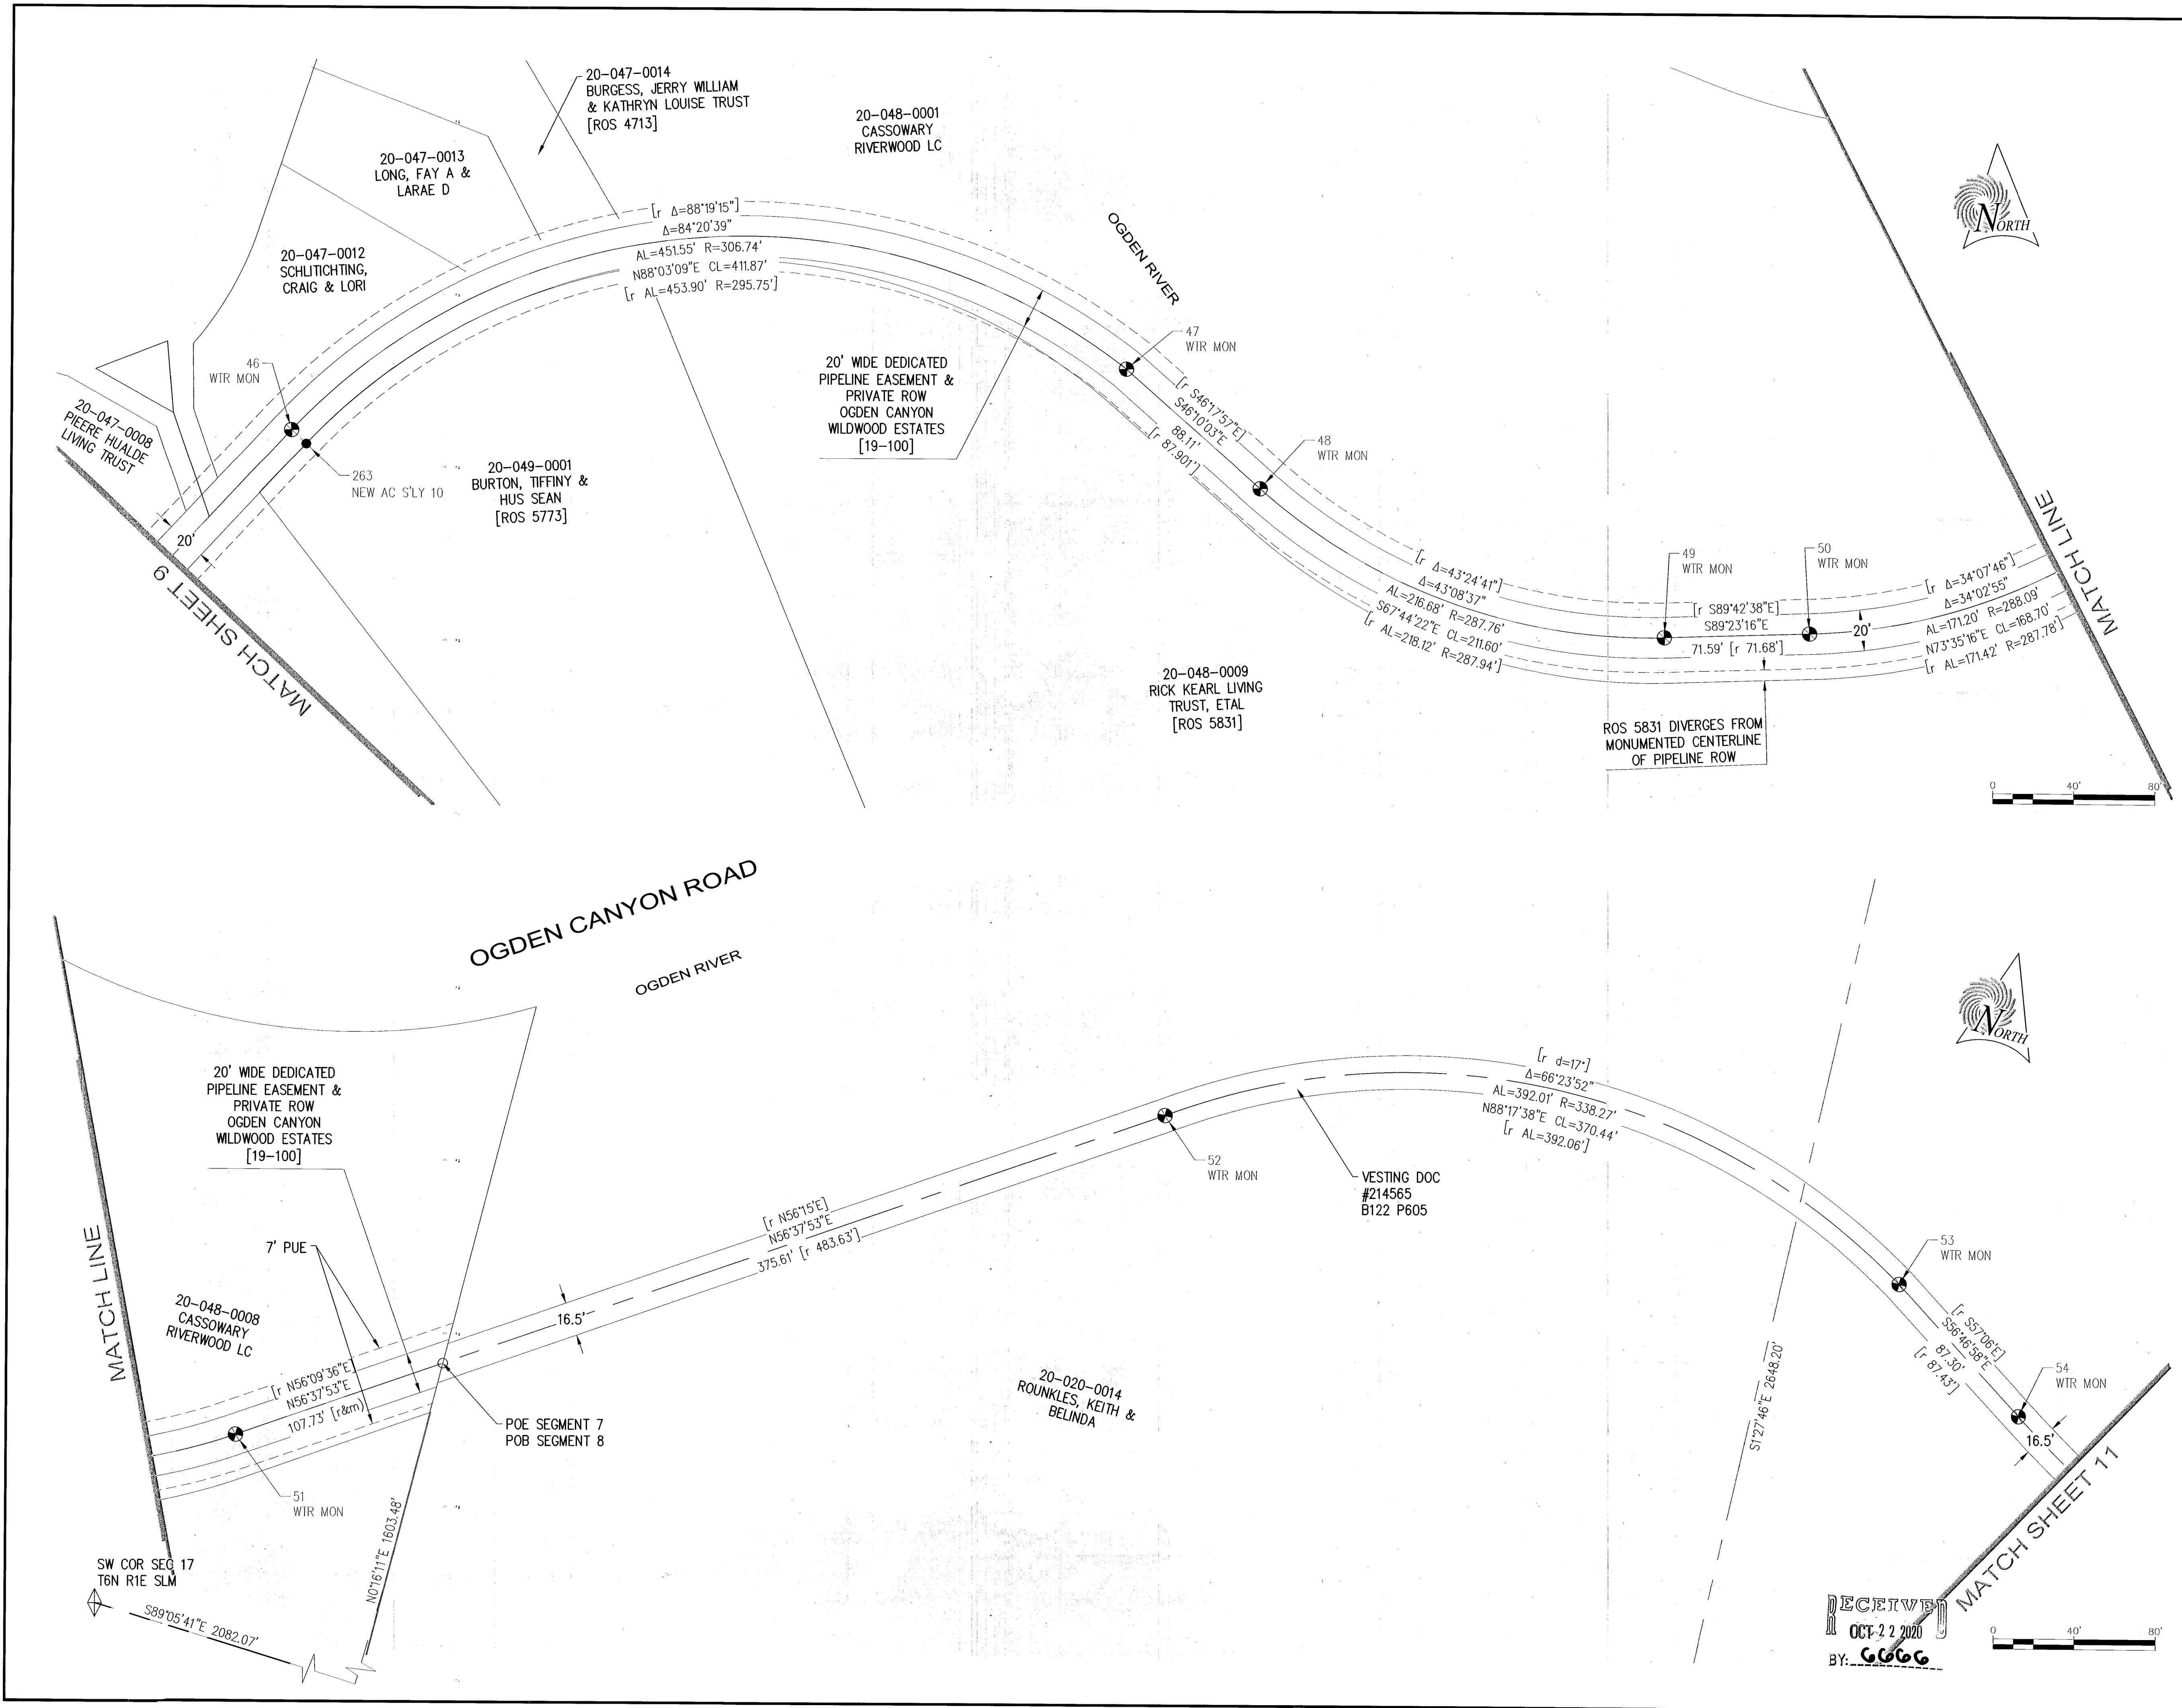 20-047-0014
BURGESS, JERRY WILLIAM
& KATHRYN LOUISE TRUST
[ROS 4713]
20-048-0001
CASSOWARY
RIVERWOOD LC
20-047-0013
LONG, FAY A &
LARAE D
20-047-0012
SCHLITICHTING,
CRAIG & LORI
[r Δ=88°19'15"]
Δ=84°20'39"
AL=451.55' R=306.74'
N88°03'09"E CL=411.87'
[r AL=453.90' R=295.75']
OGDEN RIVER
NORTH
46
WTR MON
47
WTR MON
20' WIDE DEDICATED
PIPELINE EASEMENT &
PRIVATE ROW
OGDEN CANYON
WILDWOOD ESTATES
[19-100]
20-047-0008
PIEERE HUALDE
LIVING TRUST
[r S46°17'57"E]
S46°10'03"E
88.11'
[r 87.901']
48
WTR MON
263
NEW AC S'LY 10
20-049-0001
BURTON, TIFFINY &
HUS SEAN
[ROS 5773]
20'
MATCH SHEET 9
[r Δ=43°24'41"]
Δ=43°08'37"
AL=216.68' R=287.76'
S67°44'22"E CL=211.60'
[r AL=218.12' R=287.94']
49
WTR MON
50
WTR MON
[r S89°42'38"E]
S89°23'16"E
71.59' [r 71.68']
20'
[r Δ=34°07'46"]
Δ=34°02'55"
AL=171.20' R=288.09'
N73°35'16"E CL=168.70'
[r AL=171.42' R=287.78']
MATCH LINE
20-048-0009
RICK KEARL LIVING
TRUST, ETAL
[ROS 5831]
ROS 5831 DIVERGES FROM
MONUMENTED CENTERLINE
OF PIPELINE ROW
0 40' 80'
OGDEN CANYON ROAD
OGDEN RIVER
NORTH
20' WIDE DEDICATED
PIPELINE EASEMENT &
PRIVATE ROW
OGDEN CANYON
WILDWOOD ESTATES
[19-100]
7' PUE
MATCH LINE
20-048-0008
CASSOWARY
RIVERWOOD LC
[r N56°09'36"E]
N56°37'53"E
107.73' [r&m)
51
WTR MON
POE SEGMENT 7
POB SEGMENT 8
16.5'
[r N56°15'E]
N56°37'53"E
375.61' [r 483.63']
52
WTR MON
[r d=17°]
Δ=66°23'52"
AL=392.01' R=338.27'
N88°17'38"E CL=370.44'
[r AL=392.06']
VESTING DOC
#214565
B122 P605
53
WTR MON
[r S57°06'E]
S56°46'58"E
87.30'
[r 87.43']
54
WTR MON
16.5'
20-020-0014
ROUNKLES, KEITH &
BELINDA
S1°27'46"E 2648.20'
MATCH SHEET 11
N0°16'11"E 1603.48'
SW COR SEC 17
T6N R1E SLM
S89°05'41"E 2082.07'
RECEIVED
OCT 2 2 2020
BY: 6666
0 40' 80'